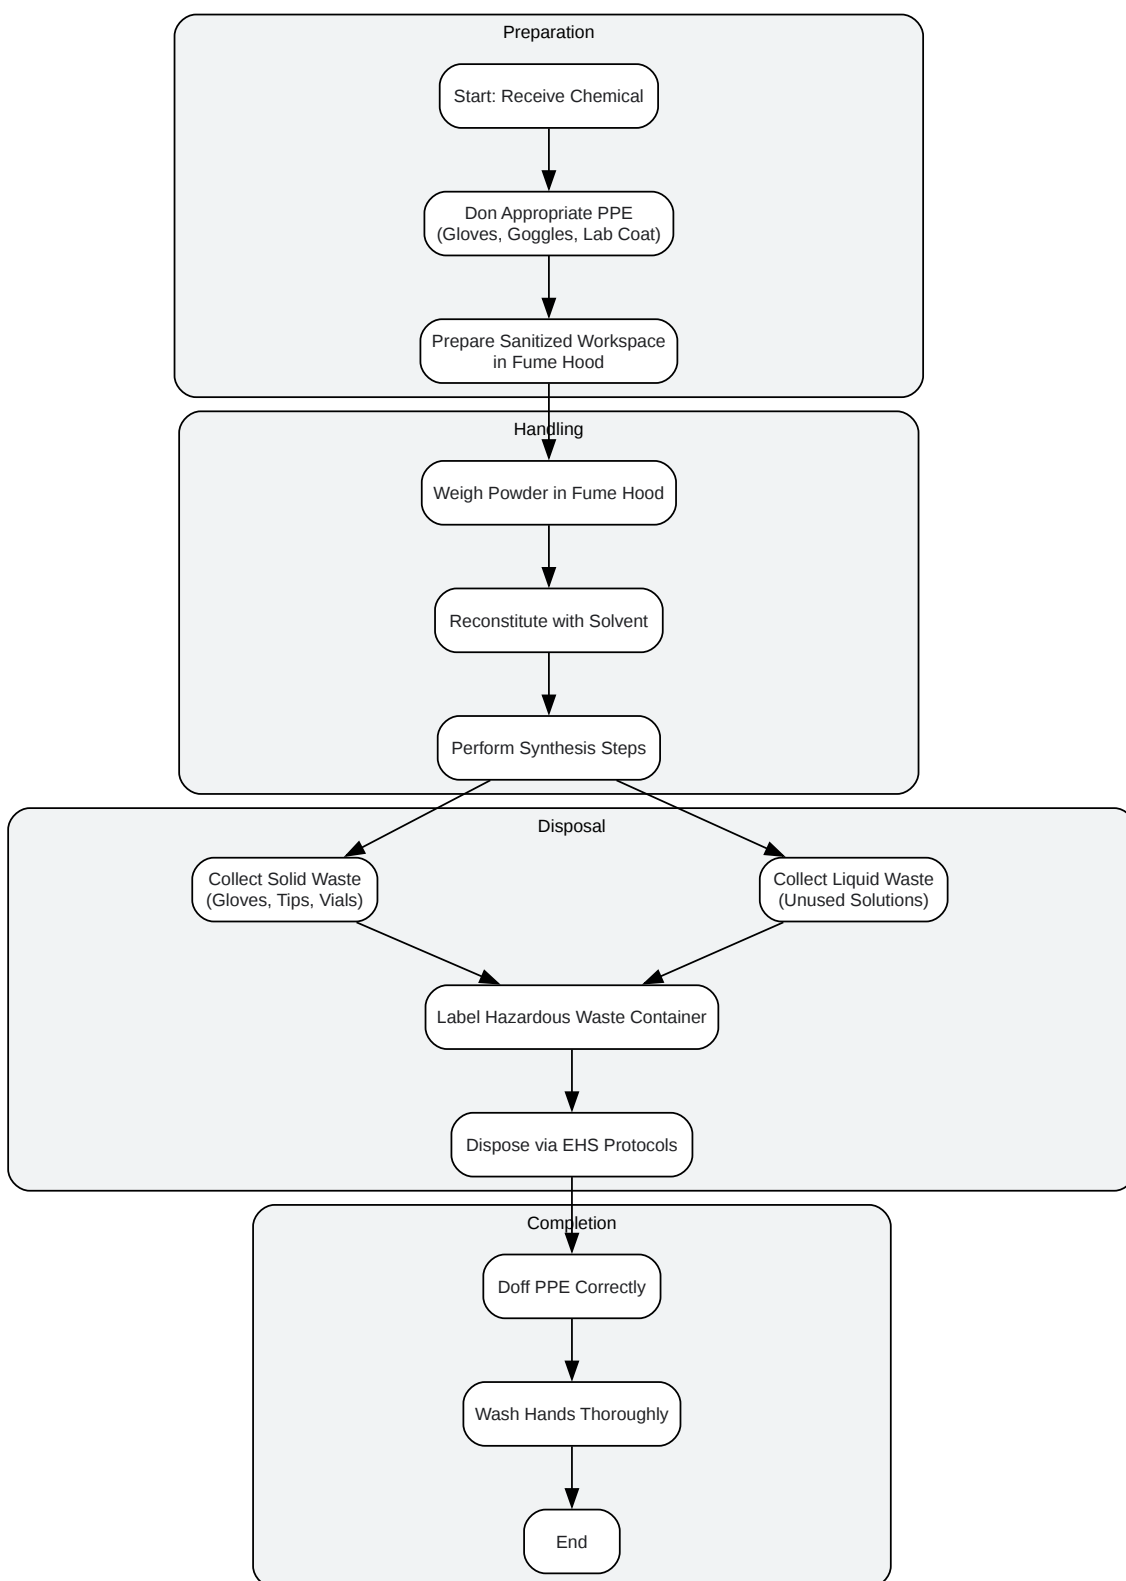 Preparation
Start: Receive Chemical
Don Appropriate PPE
(Gloves, Goggles, Lab Coat)
Prepare Sanitized Workspace
in Fume Hood
Handling
Weigh Powder in Fume Hood
Reconstitute with Solvent
Perform Synthesis Steps
Disposal
Collect Solid Waste
(Gloves, Tips, Vials)
Collect Liquid Waste
(Unused Solutions)
Label Hazardous Waste Container
Dispose via EHS Protocols
Completion
Doff PPE Correctly
Wash Hands Thoroughly
End